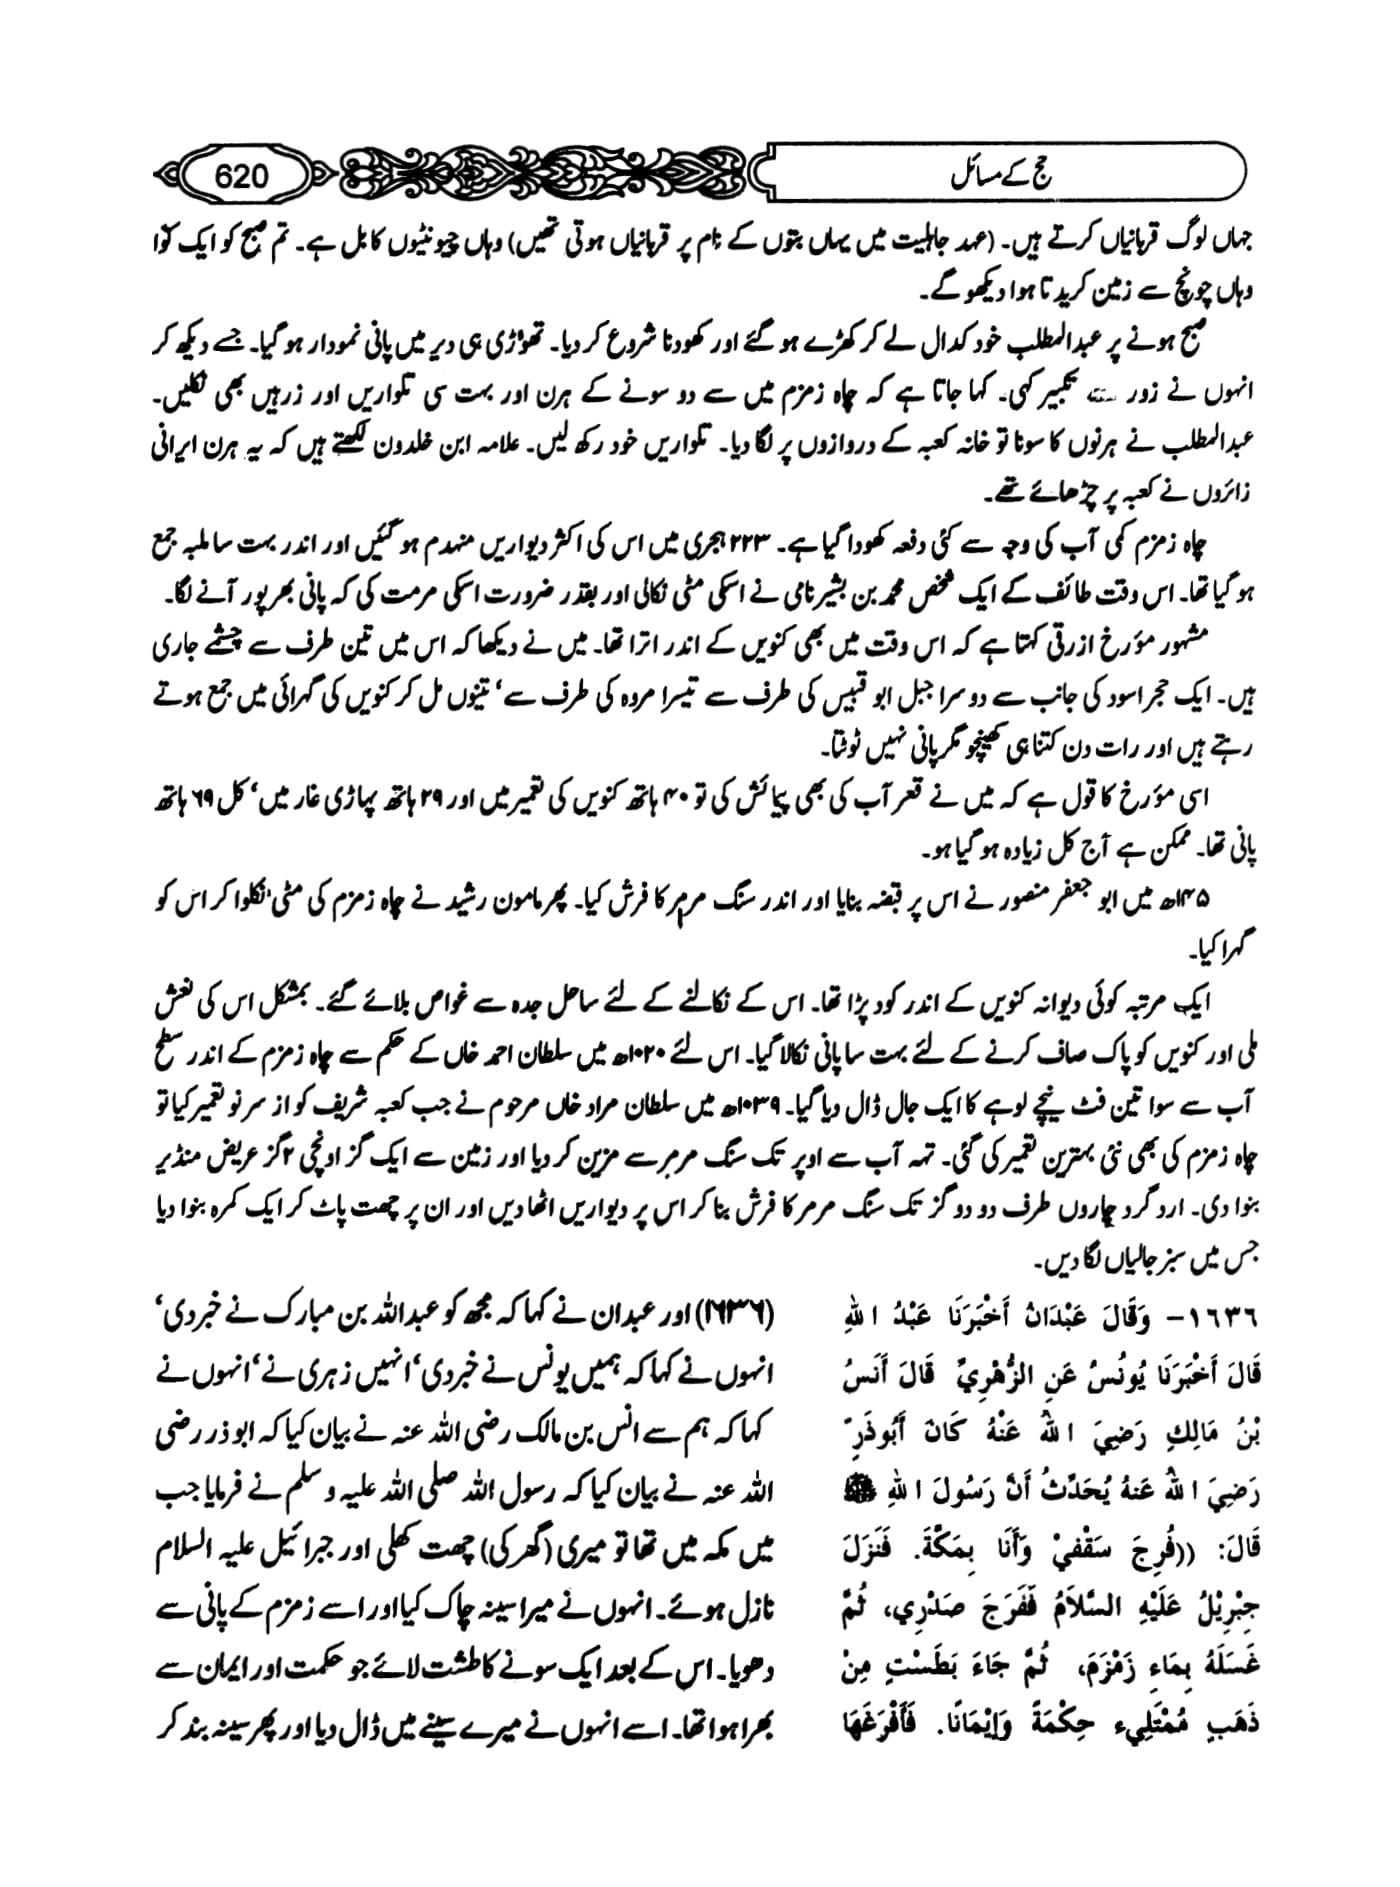 حج کے مسائل
620
جہاں لوگ قربانیاں کرتے ہیں۔ (عہد جاہلیت میں یہاں بتوں کے نام پر قربانیاں ہوتی تھیں) وہاں چیونٹیوں کا بل ہے۔ تم صبح کو ایک کوّا
وہاں چونچ سے زمین کریدتا ہوا دیکھو گے۔
صبح ہونے پر عبدالمطلب خود کدال لے کر کھڑے ہو گئے اور کھودنا شروع کر دیا۔ تھوڑی ہی دیر میں پانی نمودار ہو گیا۔ جسے دیکھ کر
انہوں نے زور سے تکبیر کہی۔ کہا جاتا ہے کہ چاہ زمزم میں سے دو سونے کے ہرن اور بہت سی تلواریں اور زرہیں بھی نکلیں۔
عبدالمطلب نے ہرنوں کا سونا تو خانہ کعبہ کے دروازوں پر لگا دیا۔ تلواریں خود رکھ لیں۔ علامہ ابن خلدون لکھتے ہیں کہ یہ ہرن ایرانی
زائروں نے کعبہ پر چڑھائے تھے۔
چاہ زمزم کمی آب کی وجہ سے کئی دفعہ کھودا گیا ہے۔ ۲۲۳ ہجری میں اس کی اکثر دیواریں منہدم ہو گئیں اور اندر بہت سا ملبہ جمع
ہو گیا تھا۔ اس وقت طائف کے ایک شخص محمد بن بشیر نامی نے اسکی مٹی نکالی اور بقدر ضرورت اسکی مرمت کی کہ پانی بھرپور آنے لگا۔
مشہور مؤرخ ازرقی کہتا ہے کہ اس وقت میں بھی کنویں کے اندر اترا تھا۔ میں نے دیکھا کہ اس میں تین طرف سے چشمے جاری
ہیں۔ ایک حجر اسود کی جانب سے دوسرا جبل ابو قبیس کی طرف سے تیسرا مروہ کی طرف سے‘ تینوں مل کر کنویں کی گہرائی میں جمع ہوتے
رہتے ہیں اور رات دن کتنا ہی کھینچو مگر پانی نہیں ٹوٹتا۔
اسی مؤرخ کا قول ہے کہ میں نے قعر آب کی بھی پیمائش کی تو ۴۰ ہاتھ کنویں کی تعمیر میں اور ۲۹ ہاتھ پہاڑی غار میں‘ کل ۶۹ ہاتھ
پانی تھا۔ ممکن ہے آج کل زیادہ ہو گیا ہو۔
۱۴۵ھ میں ابو جعفر منصور نے اس پر قبضہ بنایا اور اندر سنگ مرمر کا فرش کیا۔ پھر مامون رشید نے چاہ زمزم کی مٹی نکلوا کر اس کو
گہرا کیا۔
ایک مرتبہ کوئی دیوانہ کنویں کے اندر کود پڑا تھا۔ اس کے نکالنے کے لئے ساحل جدہ سے غواص بلائے گئے۔ بمشکل اس کی نعش
ملی اور کنویں کو پاک صاف کرنے کے لئے بہت سا پانی نکالا گیا۔ اس لئے ۱۰۲۰ھ میں سلطان احمد خاں کے حکم سے چاہ زمزم کے اندر سطح
آب سے سوا تین فٹ نیچے لوہے کا ایک جال ڈال دیا گیا۔ ۱۰۳۹ھ میں سلطان مراد خاں مرحوم نے جب کعبہ شریف کو از سر نو تعمیر کیا تو
چاہ زمزم کی بھی نئی بہترین تعمیر کی گئی۔ تہہ آب سے اوپر تک سنگ مرمر سے مزین کر دیا اور زمین سے ایک گز اونچی ۲ گز عریض منڈیر
بنوا دی۔ ارد گرد چاروں طرف دو دو گز تک سنگ مرمر کا فرش بنا کر اس پر دیواریں اٹھا دیں اور ان پر چھت پاٹ کر ایک کمرہ بنوا دیا
جس میں سبز جالیاں لگا دیں۔
١٦٣٦- وَقَالَ عَبْدَانُ أَخْبَرَنَا عَبْدُ اللهِ
قَالَ أَخْبَرَنَا يُونُسُ عَنِ الزُّهْرِيِّ قَالَ أَنَسُ
بْنُ مَالِكٍ رَضِيَ اللهُ عَنْهُ كَانَ أَبُوذَرٍّ
رَضِيَ اللهُ عَنهُ يُحَدِّثُ أَنَّ رَسُولَ اللهِ ﷺ
قَالَ: ((فُرِجَ سَقْفِيْ وَأَنَا بِمَكَّةَ. فَنَزَلَ
جِبْرِيْلُ عَلَيْهِ السَّلاَمُ فَفَرَجَ صَدْرِي، ثُمَّ
غَسَلَهُ بِمَاءِ زَمْزَمَ، ثُمَّ جَاءَ بَطَسْتٍ مِنْ
ذَهَبٍ مُمْتَلِيءٍ حِكْمَةً وَإِيْمَانًا. فَأَفْرَغَهَا
(۱۶۳۶) اور عبدان نے کہا کہ مجھ کو عبداللہ بن مبارک نے خبر دی‘
انہوں نے کہا کہ ہمیں یونس نے خبر دی‘ انہیں زہری نے‘ انہوں نے
کہا کہ ہم سے انس بن مالک رضی اللہ عنہ نے بیان کیا کہ ابوذر رضی
اللہ عنہ نے بیان کیا کہ رسول اللہ صلی اللہ علیہ و سلم نے فرمایا جب
میں مکہ میں تھا تو میری (گھر کی) چھت کھلی اور جبرائیل علیہ السلام
نازل ہوئے۔ انہوں نے میرا سینہ چاک کیا اور اسے زمزم کے پانی سے
دھویا۔ اس کے بعد ایک سونے کا طشت لائے جو حکمت اور ایمان سے
بھرا ہوا تھا۔ اسے انہوں نے میرے سینے میں ڈال دیا اور پھر سینہ بند کر